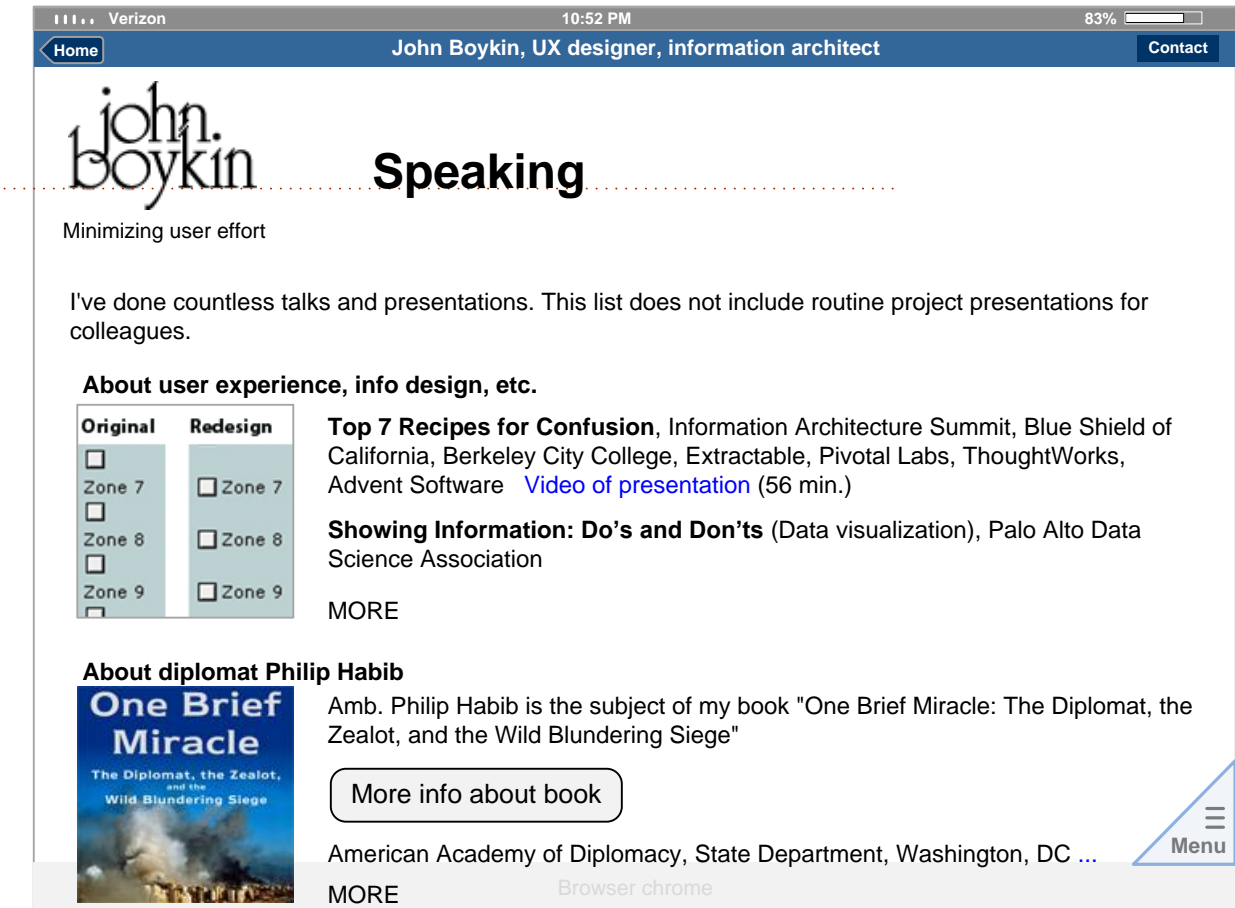 Verizon 10:52 PM 83%
Home John Boykin, UX designer, information architect Contact
john.
boykin
Speaking
Minimizing user effort
I've done countless talks and presentations. This list does not include routine project presentations for
colleagues.
About user experience, info design, etc.
Original Redesign
Zone 7 Zone 7
Zone 8 Zone 8
Zone 9 Zone 9
Top 7 Recipes for Confusion, Information Architecture Summit, Blue Shield of
California, Berkeley City College, Extractable, Pivotal Labs, ThoughtWorks,
Advent Software Video of presentation (56 min.)
Showing Information: Do’s and Don’ts (Data visualization), Palo Alto Data
Science Association
MORE
About diplomat Philip Habib
One Brief
Miracle
The Diplomat, the Zealot,
and the
Wild Blundering Siege
Amb. Philip Habib is the subject of my book "One Brief Miracle: The Diplomat, the
Zealot, and the Wild Blundering Siege"
More info about book
American Academy of Diplomacy, State Department, Washington, DC ...
MORE
Menu
Browser chrome